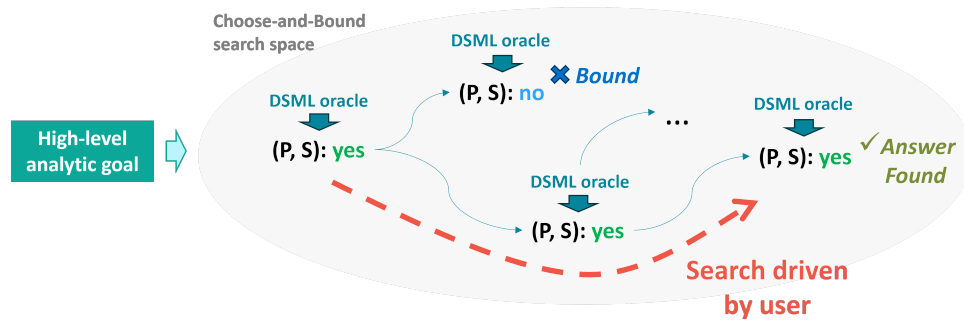 Choose-and-Bound
search space
DSML oracle
(P, S): no
Bound
DSML oracle
(P, S): yes
High-level
analytic goal
...
DSML oracle
(P, S): yes
Answer
Found
DSML oracle
(P, S): yes
Search driven
by user